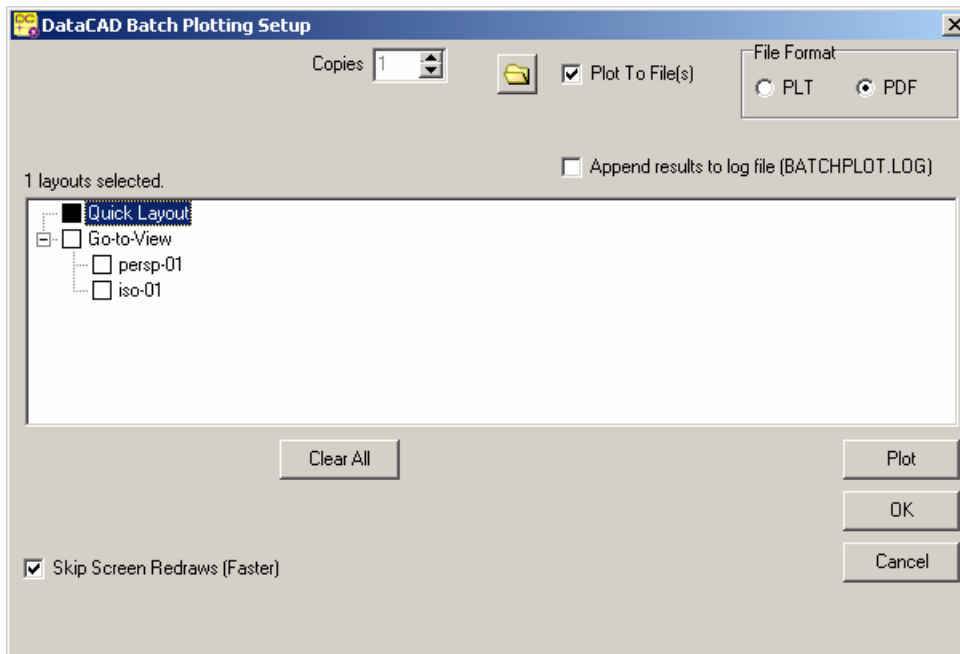 DataCAD Batch Plotting Setup
Copies 1
Plot To File(s)
File Format
PLT PDF
Append results to log file (BATCHPLOT.LOG)
1 layouts selected.
Quick Layout
Go-to-View
persp-01
iso-01
Clear All
Plot
OK
Cancel
Skip Screen Redraws (Faster)